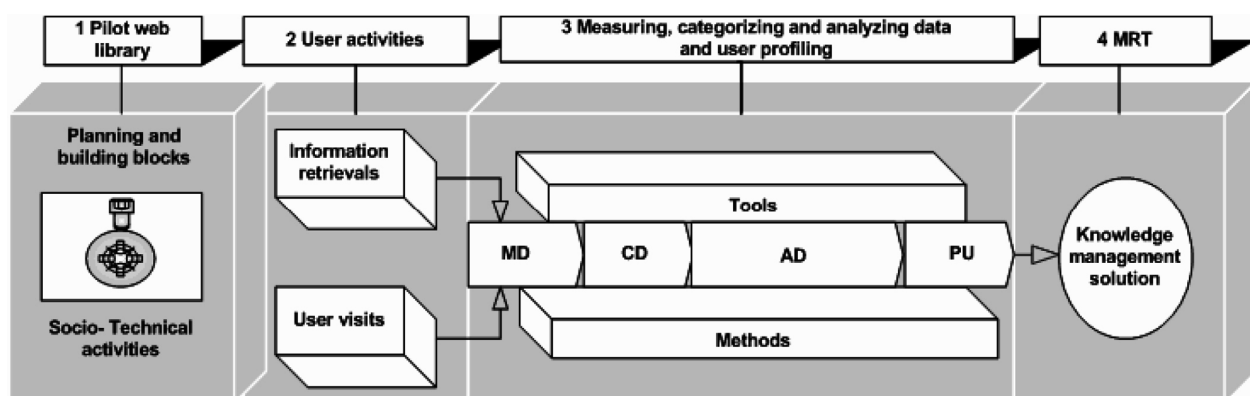 1 Pilot web
library
2 User activities
3 Measuring, categorizing and analyzing data
and user profiling
4 MRT
Planning and
building blocks
Socio- Technical
activities
Information
retrievals
User visits
Tools
MD
CD
AD
PU
Methods
Knowledge
management
solution